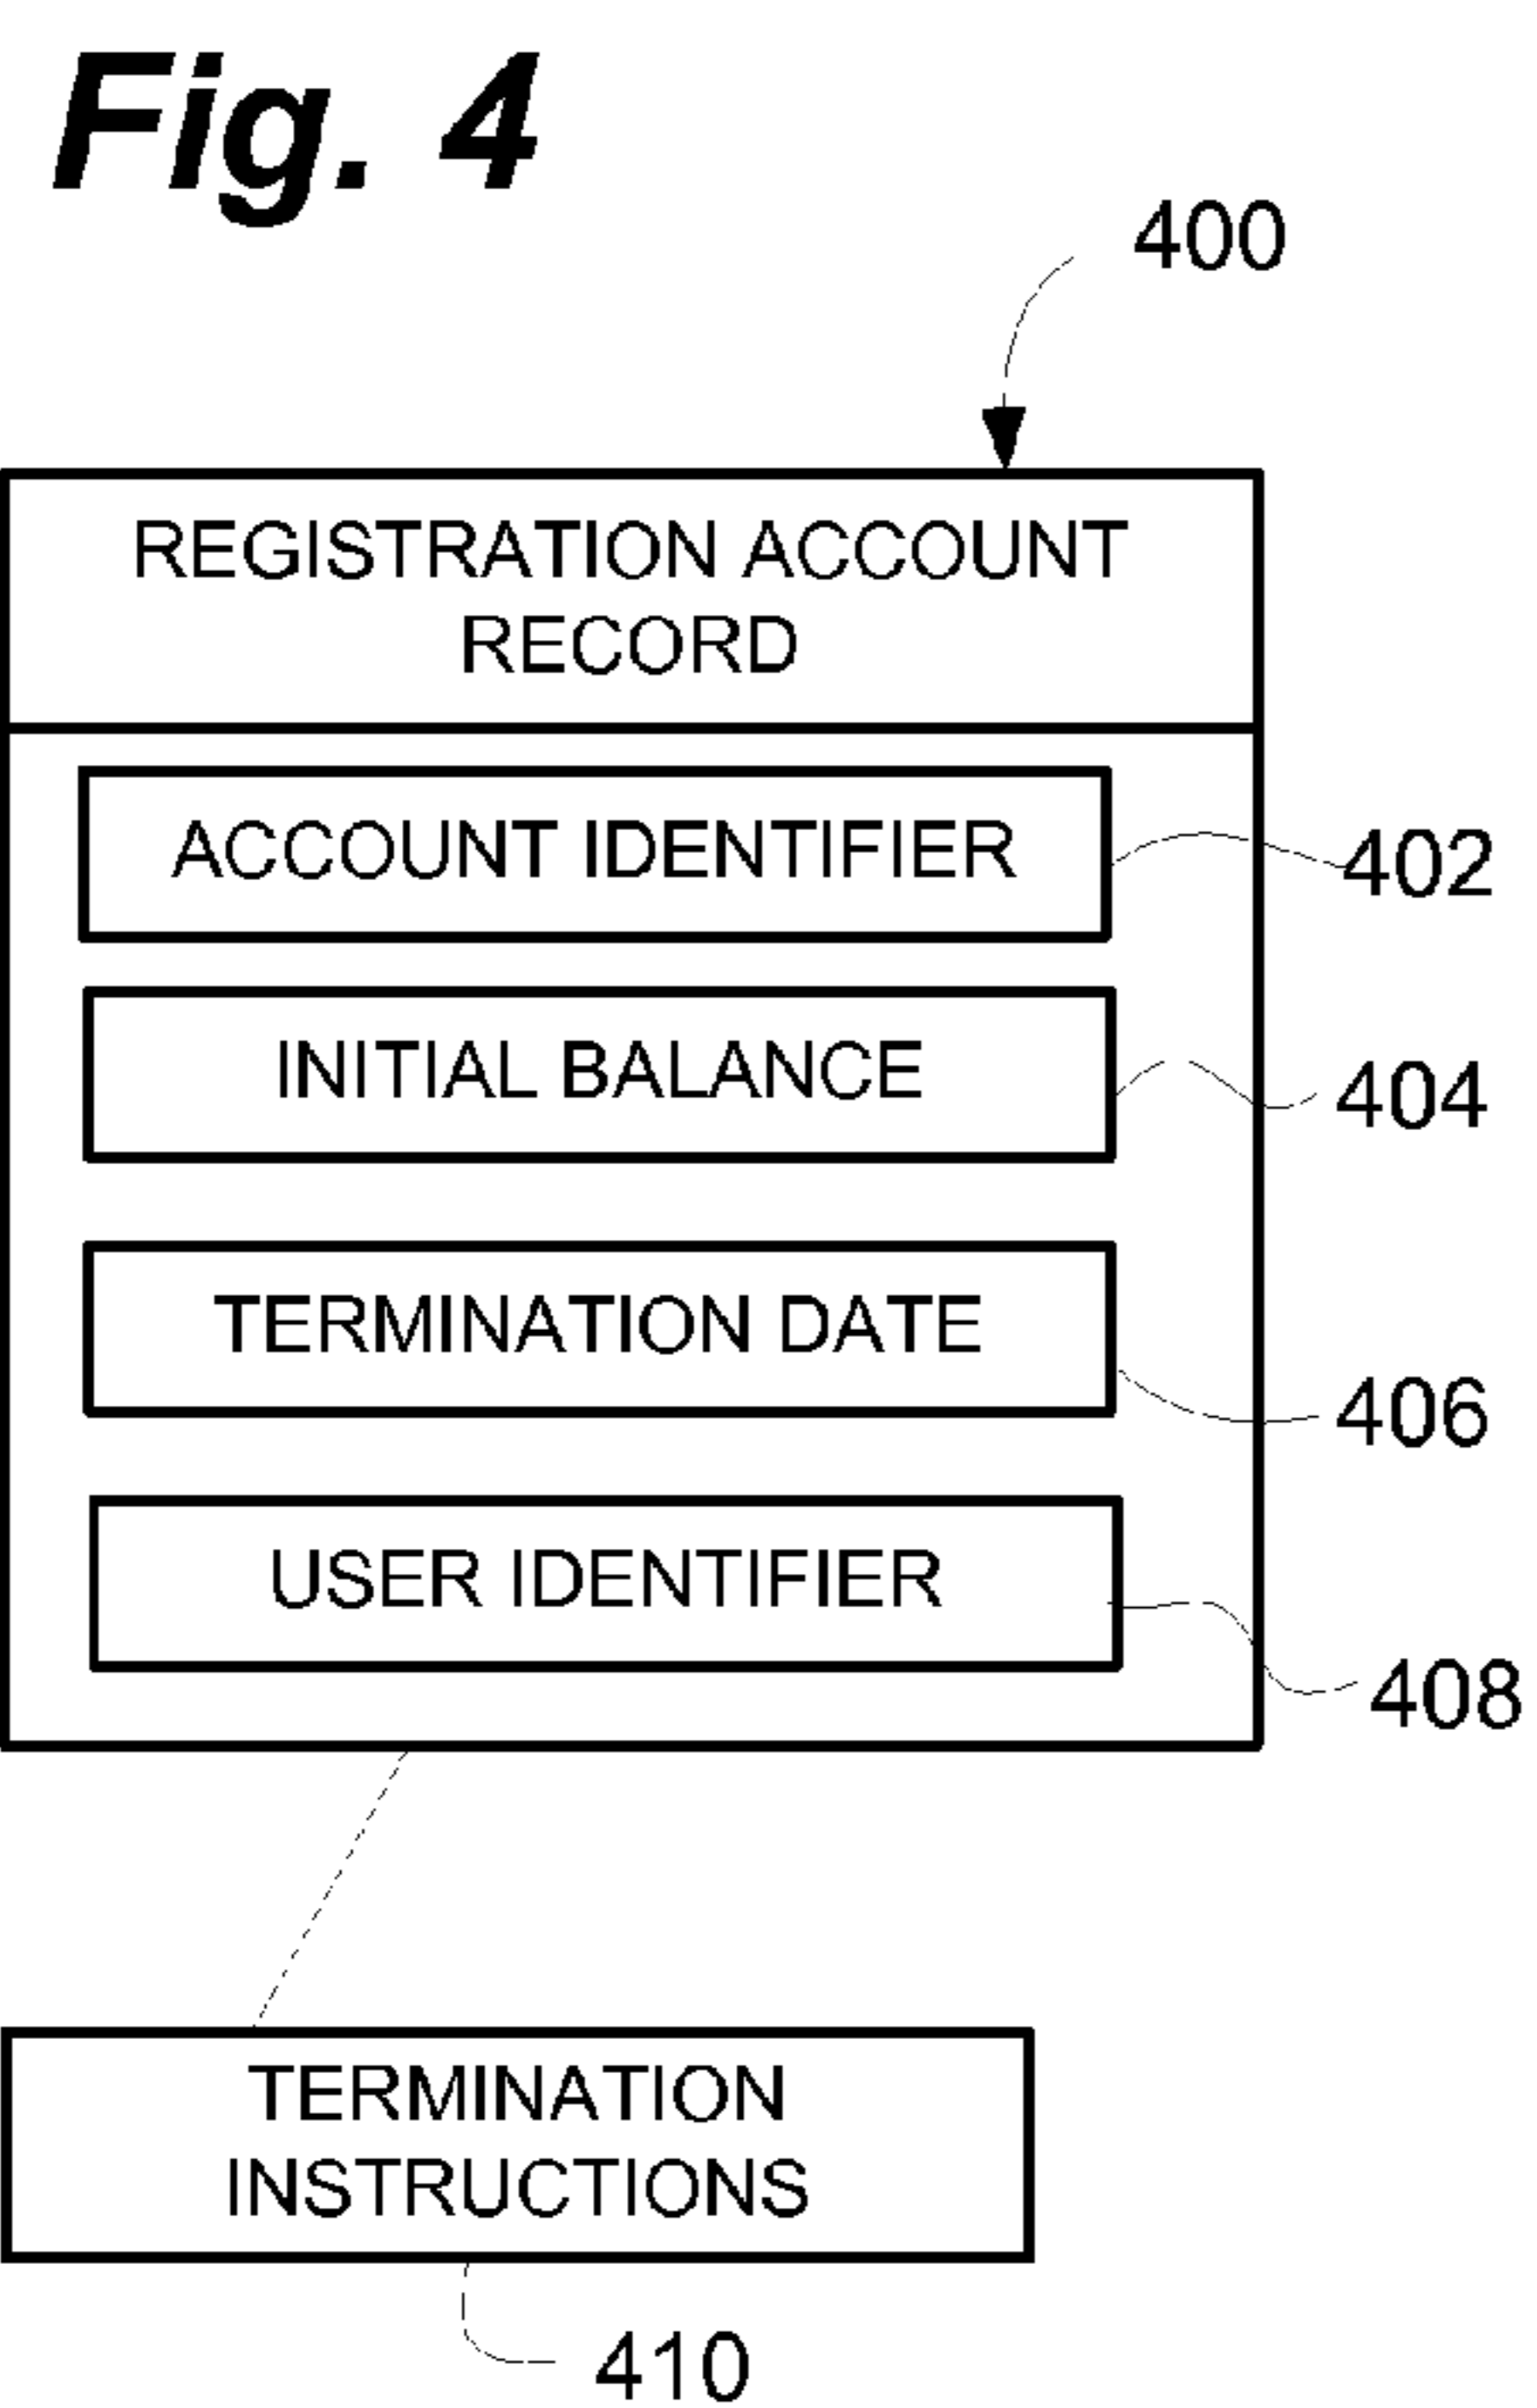 Fig. 4
400
REGISTRATION ACCOUNT
RECORD
ACCOUNT IDENTIFIER
402
INITIAL BALANCE
404
TERMINATION DATE
406
USER IDENTIFIER
408
TERMINATION
INSTRUCTIONS
410